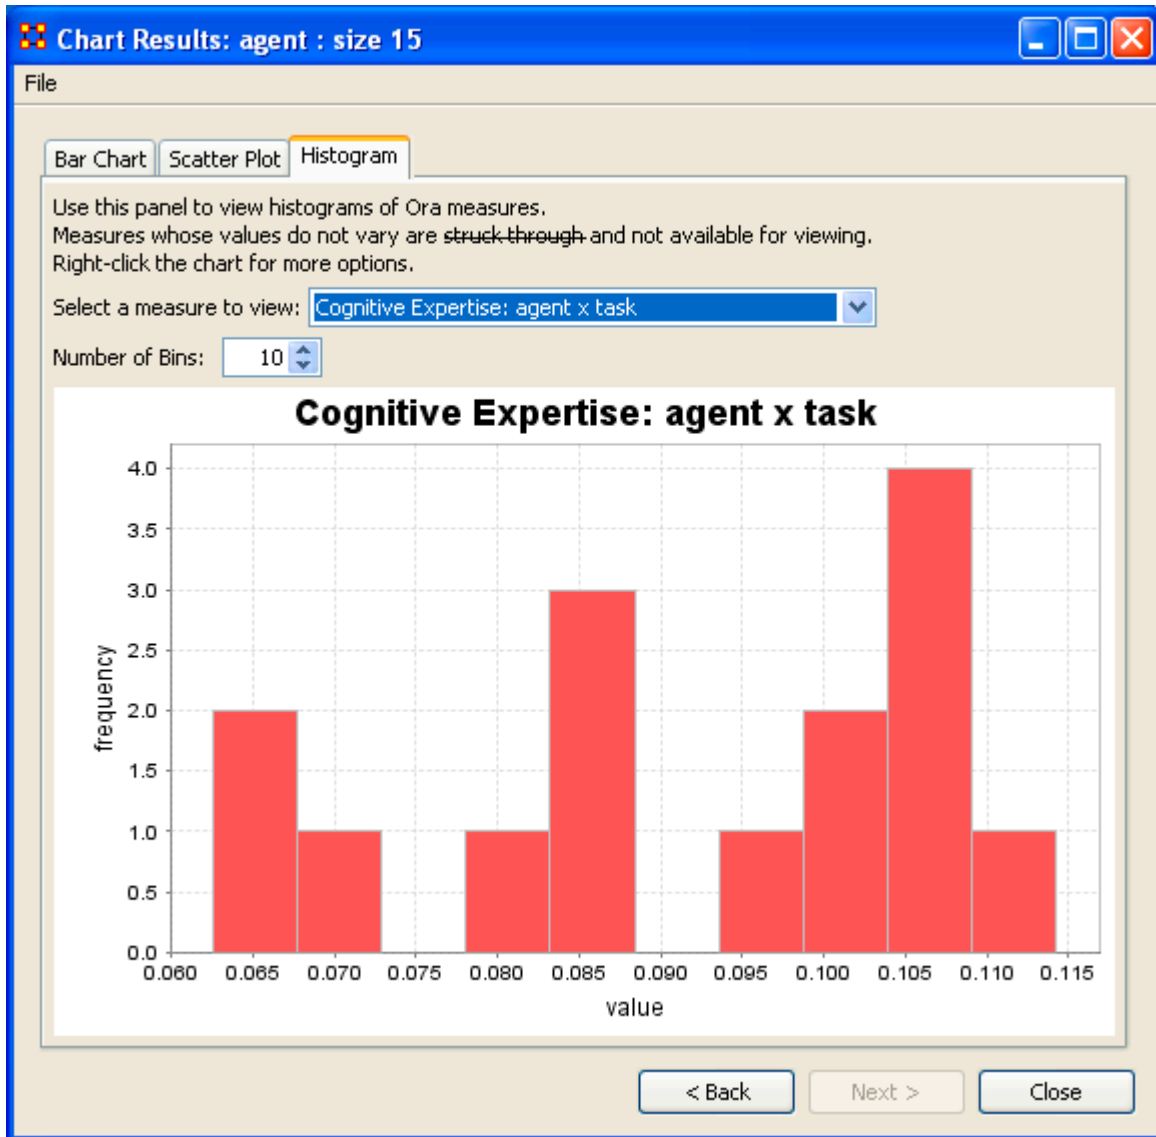 Chart Results: agent : size 15
File
Bar Chart
Scatter Plot
Histogram
Use this panel to view histograms of Ora measures.
Measures whose values do not vary are struck through and not available for viewing.
Right-click the chart for more options.
Select a measure to view: Cognitive Expertise: agent x task
Number of Bins: 10
Cognitive Expertise: agent x task
4.0
3.5
3.0
2.5
2.0
1.5
1.0
0.5
0.0
frequency
0.060 0.065 0.070 0.075 0.080 0.085 0.090 0.095 0.100 0.105 0.110 0.115
value
< Back
Next >
Close